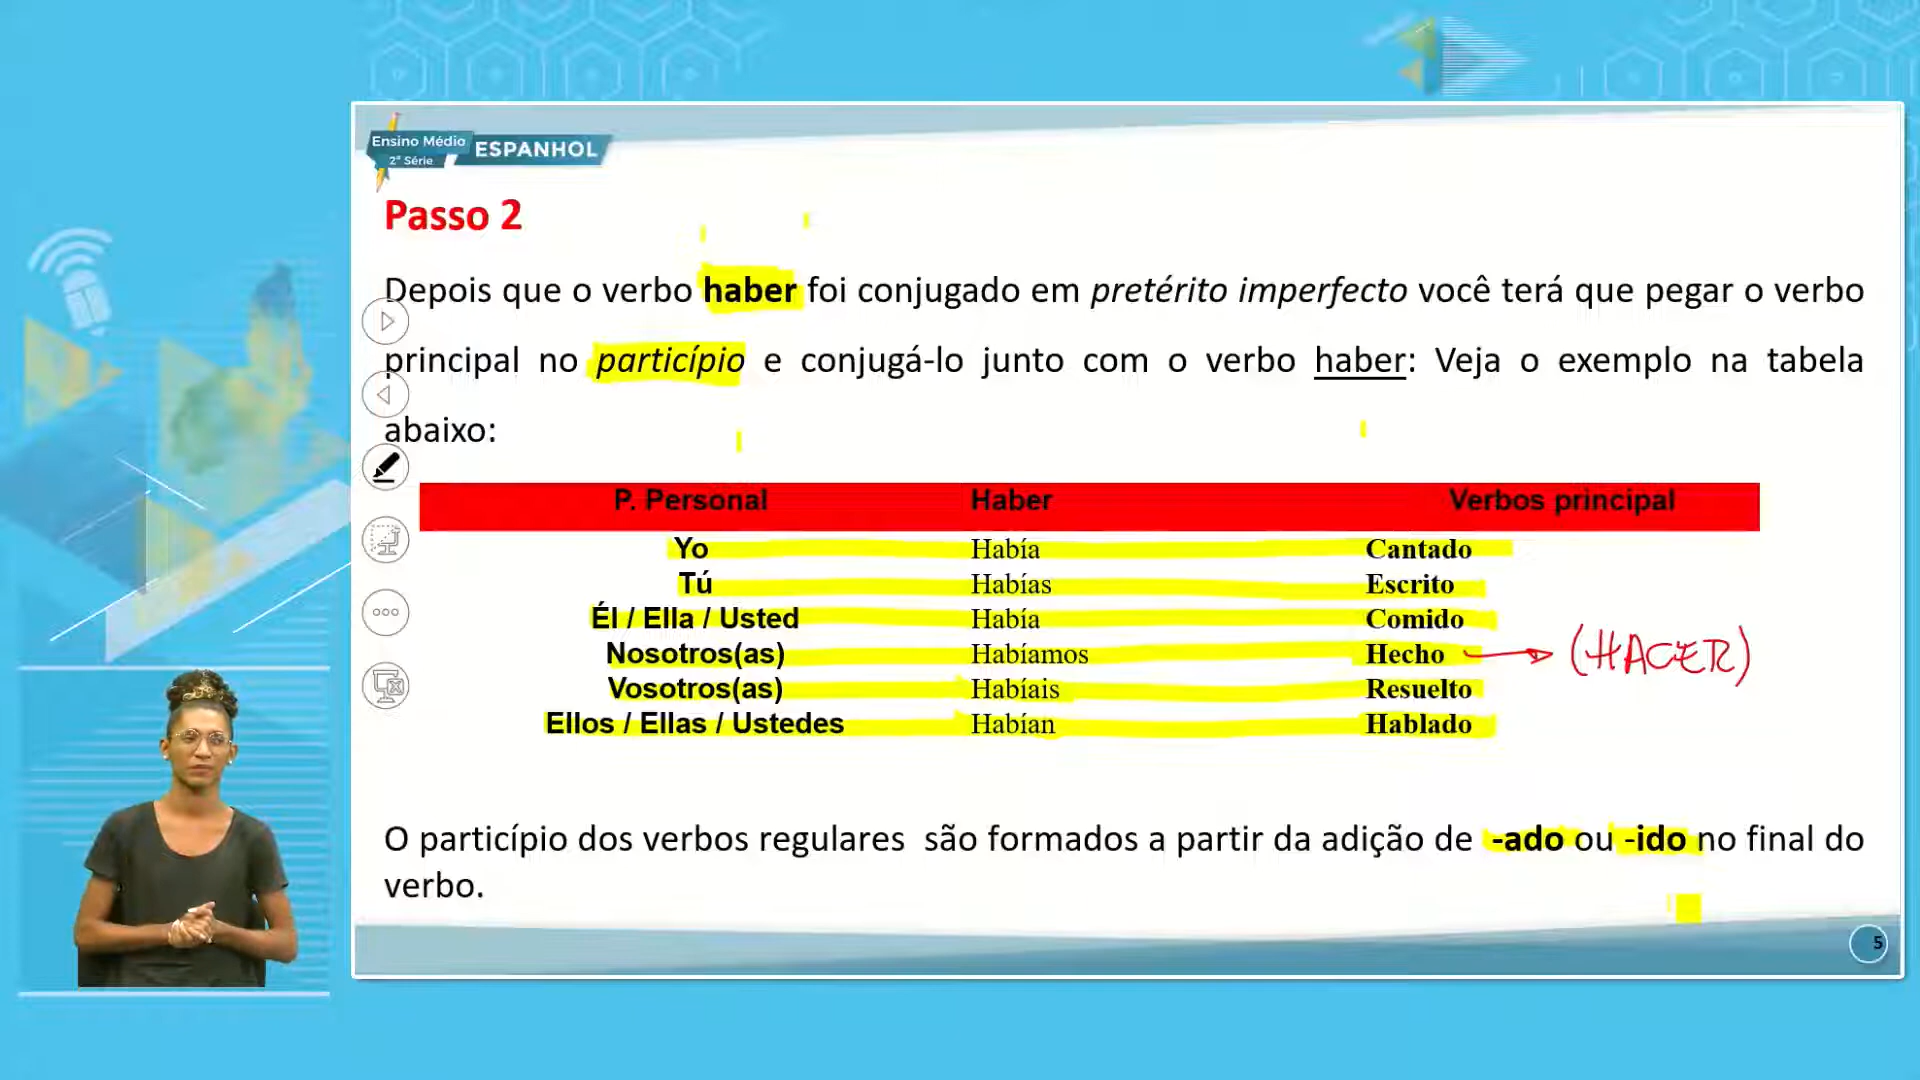 Ensino Médio
2ª Série
ESPANHOL
Passo 2
Depois que o verbo haber foi conjugado em pretérito imperfecto você terá que pegar o verbo
principal no particípio e conjugá-lo junto com o verbo haber: Veja o exemplo na tabela
abaixo:
P. Personal Haber Verbos principal
Yo Había Cantado
Tú Habías Escrito
Él / Ella / Usted Había Comido
Nosotros(as) Habíamos Hecho (HACER)
Vosotros(as) Habíais Resuelto
Ellos / Ellas / Ustedes Habían Hablado
O particípio dos verbos regulares são formados a partir da adição de -ado ou -ido no final do
verbo.
5